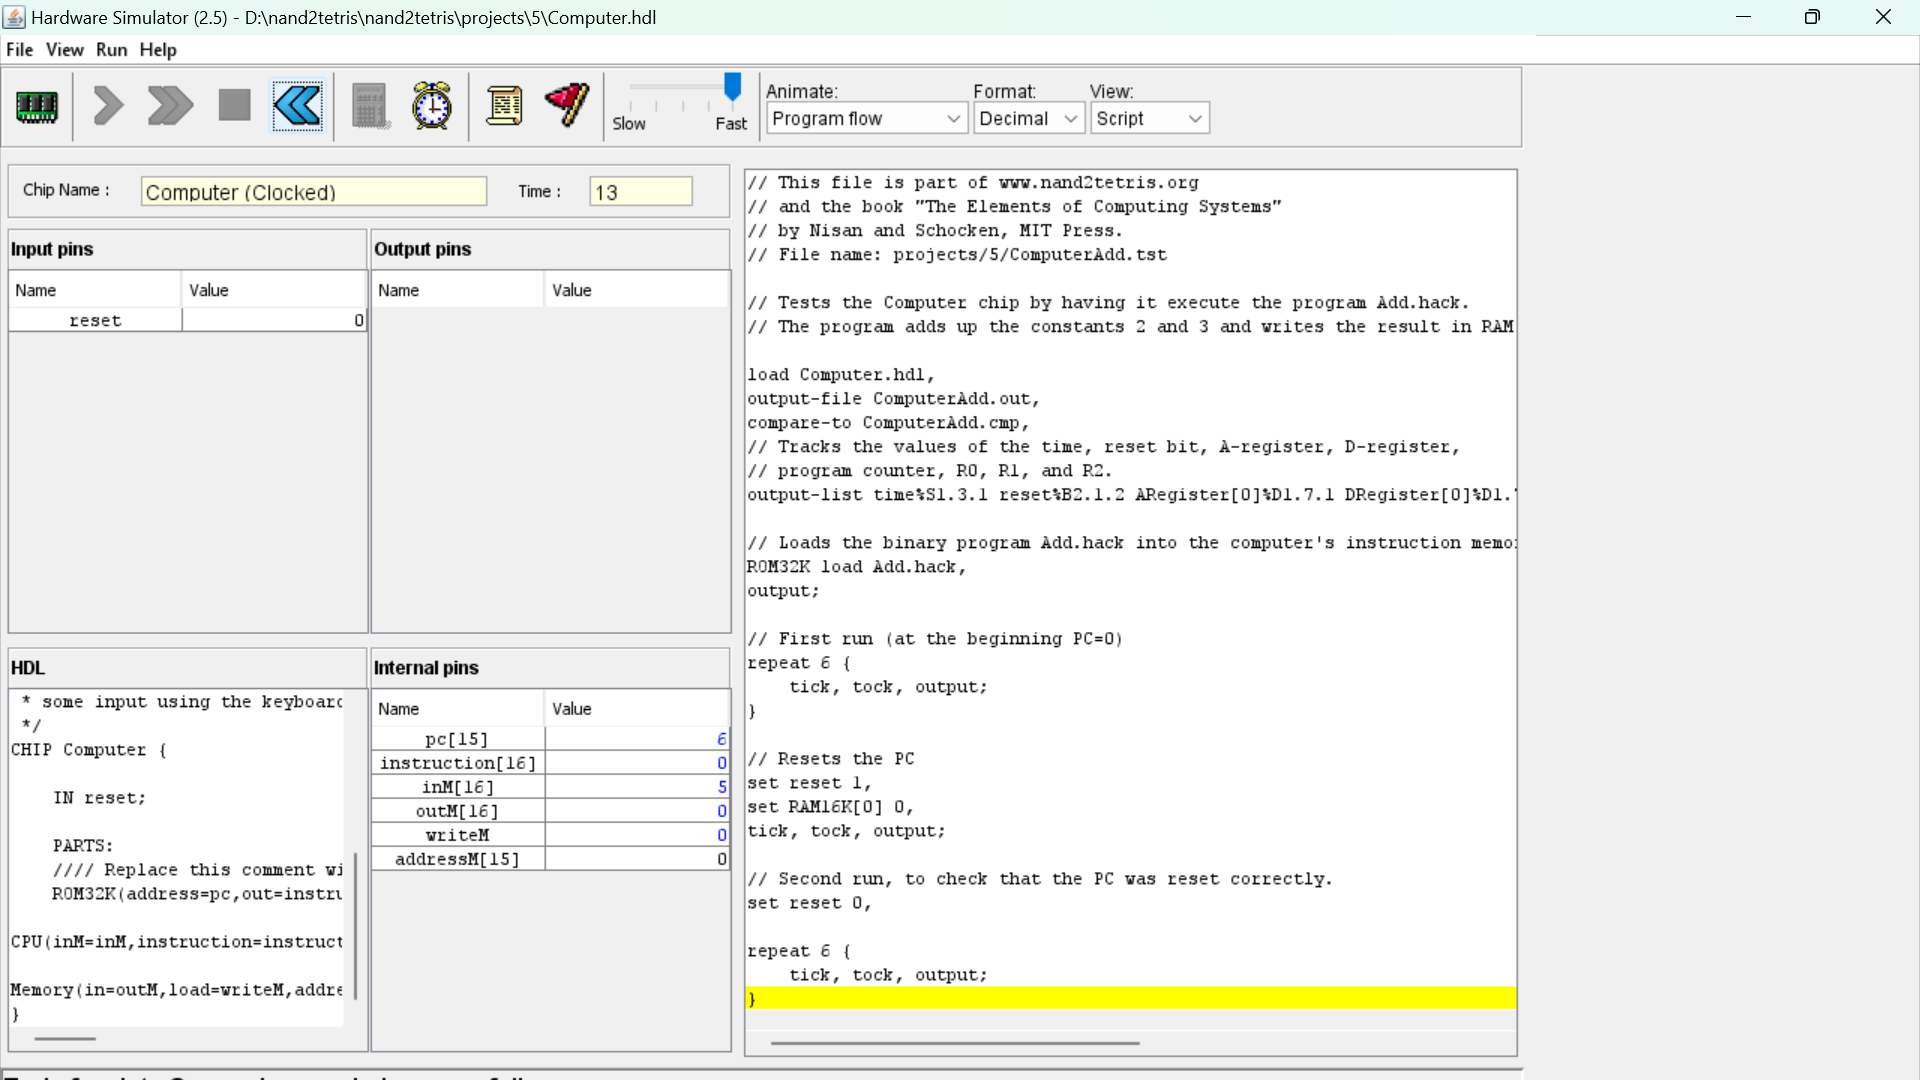 Hardware Simulator (2.5) - D:\nand2tetris\nand2tetris\projects\5\Computer.hdl
File View Run Help
Slow Fast
Animate:
Program flow
Format:
Decimal
View:
Script
Chip Name :
Computer (Clocked)
Time :
13
Input pins
Name Value
reset 0
Output pins
Name Value
HDL
* some input using the keyboard
*/
CHIP Computer {
IN reset;
PARTS:
//// Replace this comment wi
ROM32K(address=pc,out=instru
CPU(inM=inM,instruction=instruct
Memory(in=outM,load=writeM,addre
}
Internal pins
Name Value
pc[15] 6
instruction[16] 0
inM[16] 5
outM[16] 0
writeM 0
addressM[15] 0
// This file is part of www.nand2tetris.org
// and the book "The Elements of Computing Systems"
// by Nisan and Schocken, MIT Press.
// File name: projects/5/ComputerAdd.tst
// Tests the Computer chip by having it execute the program Add.hack.
// The program adds up the constants 2 and 3 and writes the result in RAM
load Computer.hdl,
output-file ComputerAdd.out,
compare-to ComputerAdd.cmp,
// Tracks the values of the time, reset bit, A-register, D-register,
// program counter, R0, R1, and R2.
output-list time%S1.3.1 reset%B2.1.2 ARegister[0]%D1.7.1 DRegister[0]%D1.
// Loads the binary program Add.hack into the computer's instruction memo
ROM32K load Add.hack,
output;
// First run (at the beginning PC=0)
repeat 6 {
tick, tock, output;
}
// Resets the PC
set reset 1,
set RAM16K[0] 0,
tick, tock, output;
// Second run, to check that the PC was reset correctly.
set reset 0,
repeat 6 {
tick, tock, output;
}